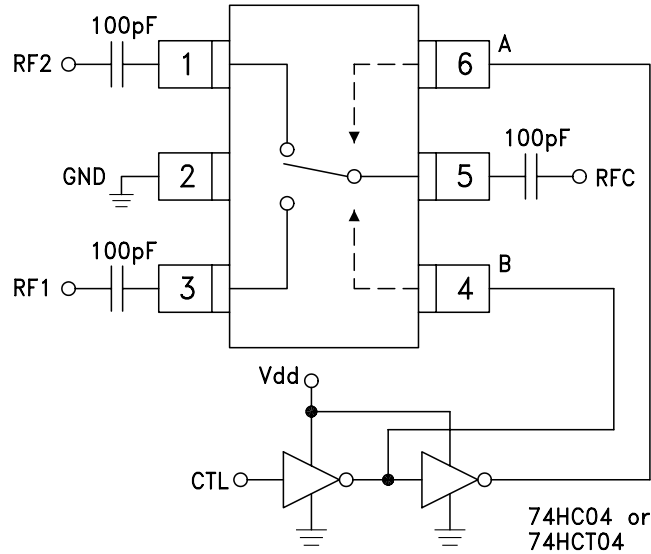 100pF
RF2
1
6
A
GND
2
5
100pF
RFC
100pF
RF1
3
4
B
Vdd
CTL
74HC04 or
74HCT04